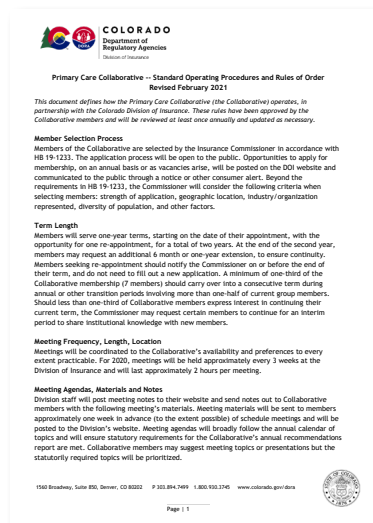 COLORADO
Department of
Regulatory Agencies
Division of Insurance
Primary Care Collaborative -- Standard Operating Procedures and Rules of Order
Revised February 2021
This document defines how the Primary Care Collaborative (the Collaborative) operates, in
partnership with the Colorado Division of Insurance. These rules have been approved by the
Collaborative members and will be reviewed at least once annually and updated as necessary.
Member Selection Process
Members of the Collaborative are selected by the Insurance Commissioner in accordance with
HB 19-1233. The application process will be open to the public. Opportunities to apply for
membership, on an annual basis or as vacancies arise, will be posted on the DOI website and
communicated to the public through a notice or other consumer alert. Beyond the
requirements in HB 19-1233, the Commissioner will consider the following criteria when
selecting members: strength of application, geographic location, industry/organization
represented, diversity of population, and other factors.
Term Length
Members will serve one-year terms, starting on the date of their appointment, with the
opportunity for one re-appointment, for a total of two years. At the end of the second year,
members may request an additional 6 month or one-year extension, to ensure continuity.
Members seeking re-appointment should notify the Commissioner on or before the end of
their term, and do not need to fill out a new application. A minimum of one-third of the
Collaborative membership (7 members) should carry over into a consecutive term during
annual or other transition periods involving more than one-half of current group members.
Should less than one-third of Collaborative members express interest in continuing their
current term, the Commissioner may request certain members to continue for an interim
period to share institutional knowledge with new members.
Meeting Frequency, Length, Location
Meetings will be coordinated to the Collaborative's availability and preferences to every
extent practicable. For 2020, meetings will be held approximately every 3 weeks at the
Division of Insurance and will last approximately 2 hours per meeting.
Meeting Agendas, Materials and Notes
Division staff will post meeting notes to their website and send notes out to Collaborative
members with the following meeting's materials. Meeting materials will be sent to members
approximately one week in advance (to the extent possible) of schedule meetings and will be
posted to the Division's website. Meeting agendas will broadly follow the annual calendar of
topics and will ensure statutory requirements for the Collaborative's annual recommendations
report are met. Collaborative members may suggest meeting topics or presentations but the
statutorily required topics will be prioritized.
1560 Broadway, Suite 850, Denver, CO 80202 P 303.894.7499 1.800.930.3745 www.colorado.gov/dora
Page | 1